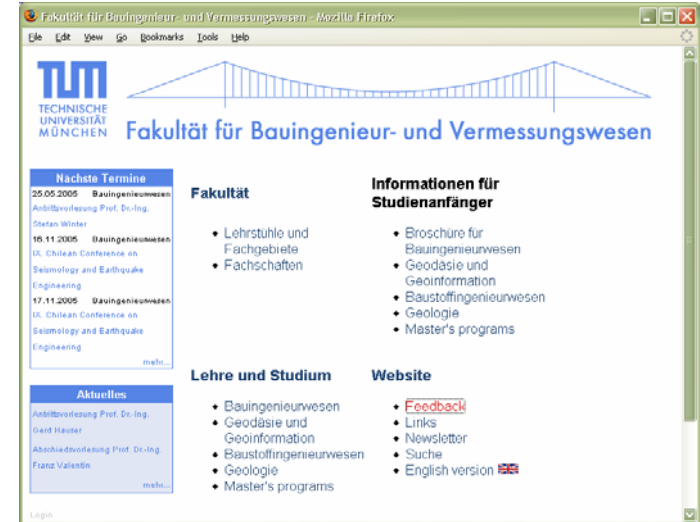 Fakultät für Bauingenieur- und Vermessungswesen - Mozilla Firefox
File Edit View Go Bookmarks Tools Help
TUM
TECHNISCHE
UNIVERSITÄT
MÜNCHEN
Fakultät für Bauingenieur- und Vermessungswesen
Nächste Termine
25.05.2005 Bauingenieurwesen
Antrittsvorlesung Prof. Dr.-Ing.
Stefan Winter
16.11.2005 Bauingenieurwesen
IX. Chilean Conference on
Seismology and Earthquake
Engineering
17.11.2005 Bauingenieurwesen
IX. Chilean Conference on
Seismology and Earthquake
Engineering
mehr...
Aktuelles
Antrittsvorlesung Prof. Dr.-Ing.
Gerd Hauser
Abschiedsvorlesung Prof. Dr.-Ing.
Franz Valentin
mehr...
Login
Fakultät
Lehrstühle und
Fachgebiete
Fachschaften
Informationen für
Studienanfänger
Broschüre für
Bauingenieurwesen
Geodäsie und
Geoinformation
Baustoffingenieurwesen
Geologie
Master's programs
Lehre und Studium
Bauingenieurwesen
Geodäsie und
Geoinformation
Baustoffingenieurwesen
Geologie
Master's programs
Website
Feedback
Links
Newsletter
Suche
English version